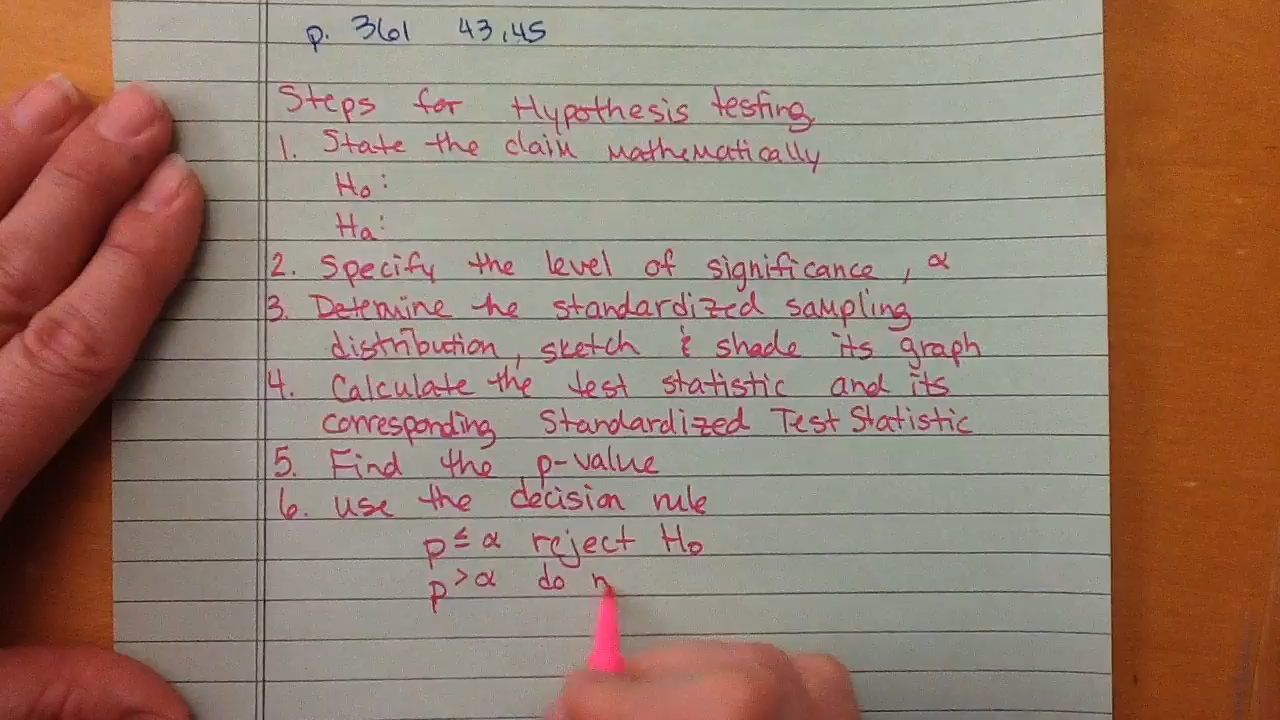 p. 361 43,45
Steps for Hypothesis testing
1. State the claim mathematically
Ho:
Ha:
2. Specify the level of significance, α
3. Determine the standardized sampling
distribution, sketch & shade its graph
4. Calculate the test statistic and its
corresponding Standardized Test Statistic
5. Find the p-value
6. use the decision rule
p ≤ α reject Ho
p > α do n